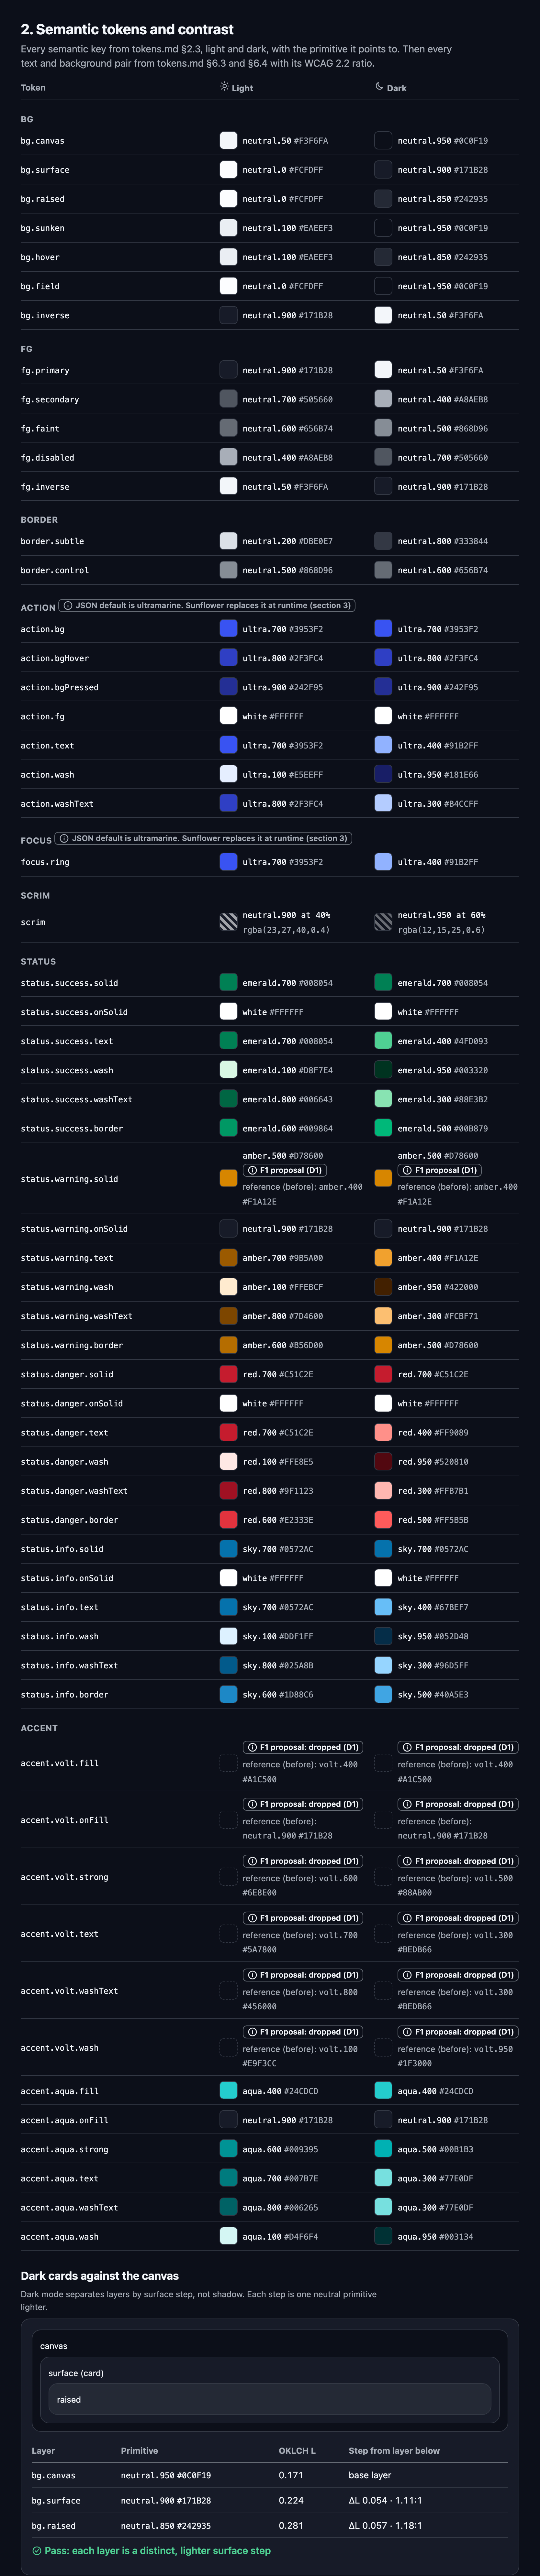 2. Semantic tokens and contrast
Every semantic key from tokens.md §2.3, light and dark, with the primitive it points to. Then every
text and background pair from tokens.md §6.3 and §6.4 with its WCAG 2.2 ratio.
Token Light Dark
BG
bg.canvas neutral.50 #F3F6FA neutral.950 #0C0F19
bg.surface neutral.0 #FCFDFF neutral.900 #171B28
bg.raised neutral.0 #FCFDFF neutral.850 #242935
bg.sunken neutral.100 #EAEEF3 neutral.950 #0C0F19
bg.hover neutral.100 #EAEEF3 neutral.850 #242935
bg.field neutral.0 #FCFDFF neutral.950 #0C0F19
bg.inverse neutral.900 #171B28 neutral.50 #F3F6FA
FG
fg.primary neutral.900 #171B28 neutral.50 #F3F6FA
fg.secondary neutral.700 #505660 neutral.400 #A8AEB8
fg.faint neutral.600 #656B74 neutral.500 #868D96
fg.disabled neutral.400 #A8AEB8 neutral.700 #505660
fg.inverse neutral.50 #F3F6FA neutral.900 #171B28
BORDER
border.subtle neutral.200 #DBE0E7 neutral.800 #333844
border.control neutral.500 #868D96 neutral.600 #656B74
ACTION JSON default is ultramarine. Sunflower replaces it at runtime (section 3)
action.bg ultra.700 #3953F2 ultra.700 #3953F2
action.bgHover ultra.800 #2F3FC4 ultra.800 #2F3FC4
action.bgPressed ultra.900 #242F95 ultra.900 #242F95
action.fg white #FFFFFF white #FFFFFF
action.text ultra.700 #3953F2 ultra.400 #91B2FF
action.wash ultra.100 #E5EEFF ultra.950 #181E66
action.washText ultra.800 #2F3FC4 ultra.300 #B4CCFF
FOCUS JSON default is ultramarine. Sunflower replaces it at runtime (section 3)
focus.ring ultra.700 #3953F2 ultra.400 #91B2FF
SCRIM
scrim neutral.900 at 40% neutral.950 at 60%
rgba(23,27,40,0.4) rgba(12,15,25,0.6)
STATUS
status.success.solid emerald.700 #008054 emerald.700 #008054
status.success.onSolid white #FFFFFF white #FFFFFF
status.success.text emerald.700 #008054 emerald.400 #4FD093
status.success.wash emerald.100 #D8F7E4 emerald.950 #003320
status.success.washText emerald.800 #006643 emerald.300 #88E3B2
status.success.border emerald.600 #009864 emerald.500 #00B879
amber.500 #D78600 amber.500 #D78600
F1 proposal (D1) F1 proposal (D1)
status.warning.solid
reference (before): amber.400 reference (before): amber.400
#F1A12E #F1A12E
status.warning.onSolid neutral.900 #171B28 neutral.900 #171B28
status.warning.text amber.700 #9B5A00 amber.400 #F1A12E
status.warning.wash amber.100 #FFEBCF amber.950 #422000
status.warning.washText amber.800 #7D4600 amber.300 #FCBF71
status.warning.border amber.600 #B56D00 amber.500 #D78600
status.danger.solid red.700 #C51C2E red.700 #C51C2E
status.danger.onSolid white #FFFFFF white #FFFFFF
status.danger.text red.700 #C51C2E red.400 #FF9089
status.danger.wash red.100 #FFE8E5 red.950 #520810
status.danger.washText red.800 #9F1123 red.300 #FFB7B1
status.danger.border red.600 #E2333E red.500 #FF5B5B
status.info.solid sky.700 #0572AC sky.700 #0572AC
status.info.onSolid white #FFFFFF white #FFFFFF
status.info.text sky.700 #0572AC sky.400 #67BEF7
status.info.wash sky.100 #DDF1FF sky.950 #052D48
status.info.washText sky.800 #025A8B sky.300 #96D5FF
status.info.border sky.600 #1D88C6 sky.500 #40A5E3
ACCENT
F1 proposal: dropped (D1) F1 proposal: dropped (D1)
accent.volt.fill reference (before): volt.400 reference (before): volt.400
#A1C500 #A1C500
F1 proposal: dropped (D1) F1 proposal: dropped (D1)
accent.volt.onFill reference (before): reference (before):
neutral.900 #171B28 neutral.900 #171B28
F1 proposal: dropped (D1) F1 proposal: dropped (D1)
accent.volt.strong reference (before): volt.600 reference (before): volt.500
#6E8E00 #88AB00
F1 proposal: dropped (D1) F1 proposal: dropped (D1)
accent.volt.text reference (before): volt.700 reference (before): volt.300
#5A7800 #BEDB66
F1 proposal: dropped (D1) F1 proposal: dropped (D1)
accent.volt.washText reference (before): volt.800 reference (before): volt.300
#456000 #BEDB66
F1 proposal: dropped (D1) F1 proposal: dropped (D1)
accent.volt.wash reference (before): volt.100 reference (before): volt.950
#E9F3CC #1F3000
accent.aqua.fill aqua.400 #24CDCD aqua.400 #24CDCD
accent.aqua.onFill neutral.900 #171B28 neutral.900 #171B28
accent.aqua.strong aqua.600 #009395 aqua.500 #00B1B3
accent.aqua.text aqua.700 #007B7E aqua.300 #77E0DF
accent.aqua.washText aqua.800 #006265 aqua.300 #77E0DF
accent.aqua.wash aqua.100 #D4F6F4 aqua.950 #003134
Dark cards against the canvas
Dark mode separates layers by surface step, not shadow. Each step is one neutral primitive
lighter.
canvas
surface (card)
raised
Layer Primitive OKLCH L Step from layer below
bg.canvas neutral.950 #0C0F19 0.171 base layer
bg.surface neutral.900 #171B28 0.224 ΔL 0.054 · 1.11:1
bg.raised neutral.850 #242935 0.281 ΔL 0.057 · 1.18:1
Pass: each layer is a distinct, lighter surface step